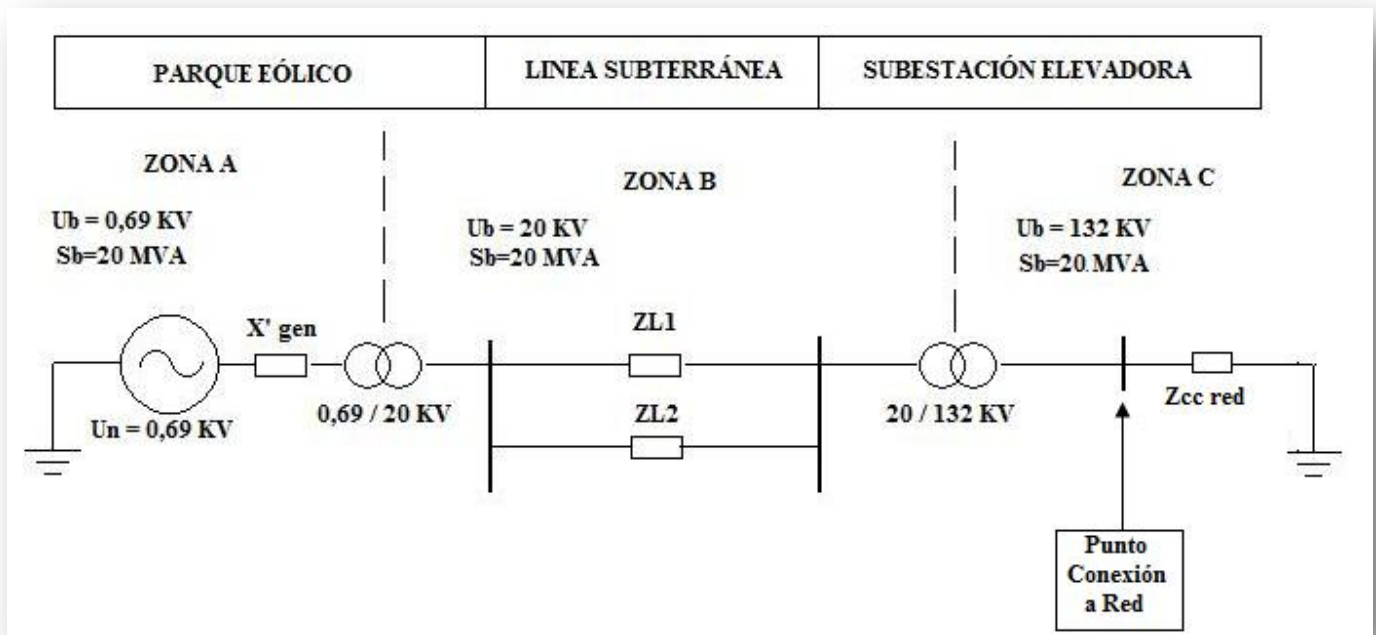 PARQUE EÓLICO
LINEA SUBTERRÁNEA
SUBESTACIÓN ELEVADORA
ZONA A
ZONA B
ZONA C
Ub = 0,69 KV
Sb=20 MVA
Ub = 20 KV
Sb=20 MVA
Ub = 132 KV
Sb=20 MVA
X' gen
ZL1
ZL2
Un = 0,69 KV
0,69 / 20 KV
20 / 132 KV
Zcc red
Punto
Conexión
a Red